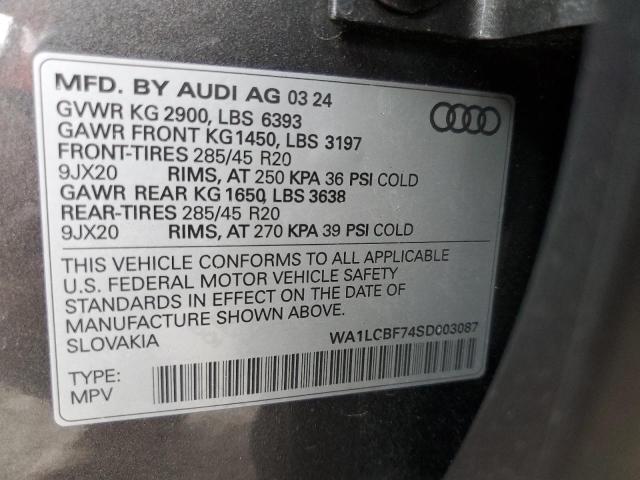 MFD. BY AUDI AG 03 24
GVWR KG 2900, LBS 6393
GAWR FRONT KG 1450, LBS 3197
FRONT-TIRES 285/45 R20
9JX20 RIMS, AT 250 KPA 36 PSI COLD
GAWR REAR KG 1650, LBS 3638
REAR-TIRES 285/45 R20
9JX20 RIMS, AT 270 KPA 39 PSI COLD
THIS VEHICLE CONFORMS TO ALL APPLICABLE
U.S. FEDERAL MOTOR VEHICLE SAFETY
STANDARDS IN EFFECT ON THE DATE OF
MANUFACTURE SHOWN ABOVE.
SLOVAKIA WA1LCBF74SD003087
TYPE:
MPV